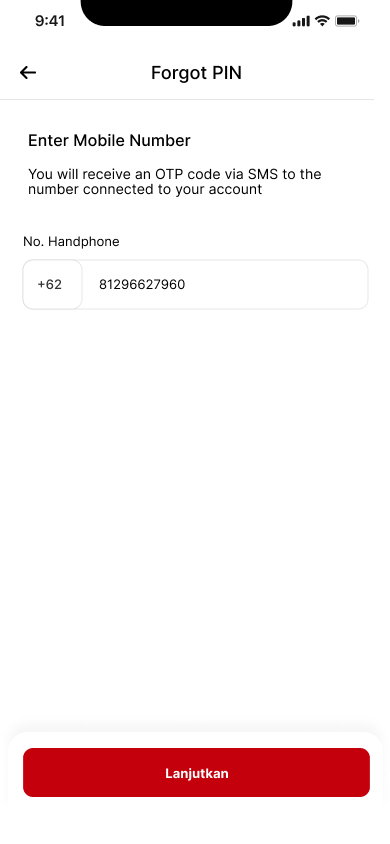 9:41
Forgot PIN
Enter Mobile Number
You will receive an OTP code via SMS to the
number connected to your account
No. Handphone
+62 81296627960
Lanjutkan